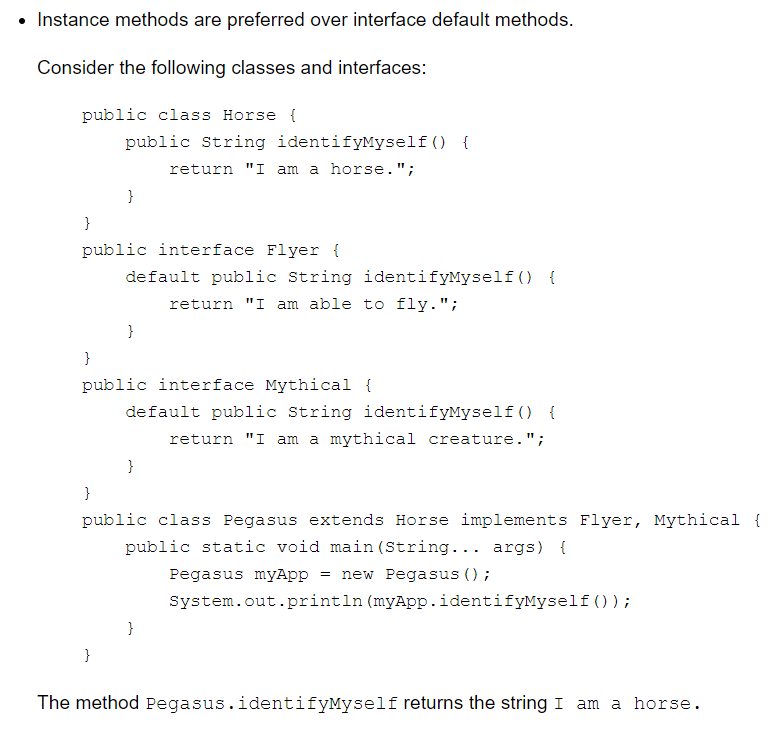 • Instance methods are preferred over interface default methods.
Consider the following classes and interfaces:
public class Horse {
    public String identifyMyself() {
        return "I am a horse.";
    }
}
public interface Flyer {
    default public String identifyMyself() {
        return "I am able to fly.";
    }
}
public interface Mythical {
    default public String identifyMyself() {
        return "I am a mythical creature.";
    }
}
public class Pegasus extends Horse implements Flyer, Mythical {
    public static void main(String... args) {
        Pegasus myApp = new Pegasus();
        System.out.println(myApp.identifyMyself());
    }
}
The method Pegasus.identifyMyself returns the string I am a horse.